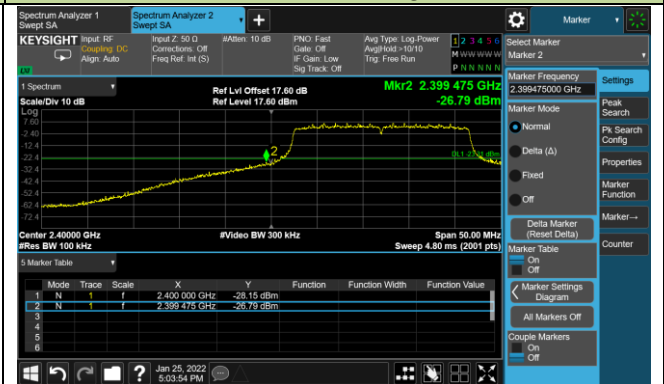 Spectrum Analyzer 1
Swept SA
Spectrum Analyzer 2
Swept SA
+
Marker
KEYSIGHT
Input: RF
Coupling: DC
Align: Auto
Input Z: 50 Ω
Corrections: Off
Freq Ref: Int (S)
#Atten: 10 dB
PNO: Fast
Gate: Off
IF Gain: Low
Sig Track: Off
Avg Type: Log-Power
Avg|Hold:>10/10
Trig: Free Run
1 2 3 4 5 6
M W W W W W
P N N N N N
Select Marker
Marker 2
Marker Frequency
2.399475000 GHz
Marker Mode
Normal
Delta (Δ)
Fixed
Off
Delta Marker
(Reset Delta)
Marker Table
On
Off
Marker Settings
Diagram
All Markers Off
Couple Markers
On
Off
Settings
Peak
Search
Pk Search
Config
Properties
Marker
Function
Marker→
Counter
1 Spectrum
Scale/Div 10 dB
Log
Ref Lvl Offset 17.60 dB
Ref Level 17.60 dBm
Mkr2 2.399 475 GHz
-26.79 dBm
7.60
-2.40
-12.4
-22.4
-32.4
-42.4
-52.4
-62.4
-72.4
2
Center 2.40000 GHz
#Res BW 100 kHz
#Video BW 300 kHz
Span 50.00 MHz
Sweep 4.80 ms (2001 pts)
5 Marker Table
Mode Trace Scale X Y Function Function Width Function Value
1 N 1 f 2.400 000 GHz -28.15 dBm
2 N 1 f 2.399 475 GHz -26.79 dBm
3
4
5
6
?
Jan 25, 2022
5:03:54 PM